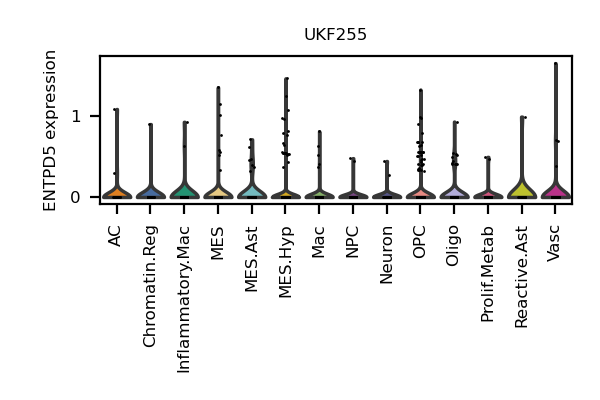 UKF255
ENTPD5 expression
1
0
AC
Chromatin.Reg
Inflammatory.Mac
MES
MES.Ast
MES.Hyp
Mac
NPC
Neuron
OPC
Oligo
Prolif.Metab
Reactive.Ast
Vasc